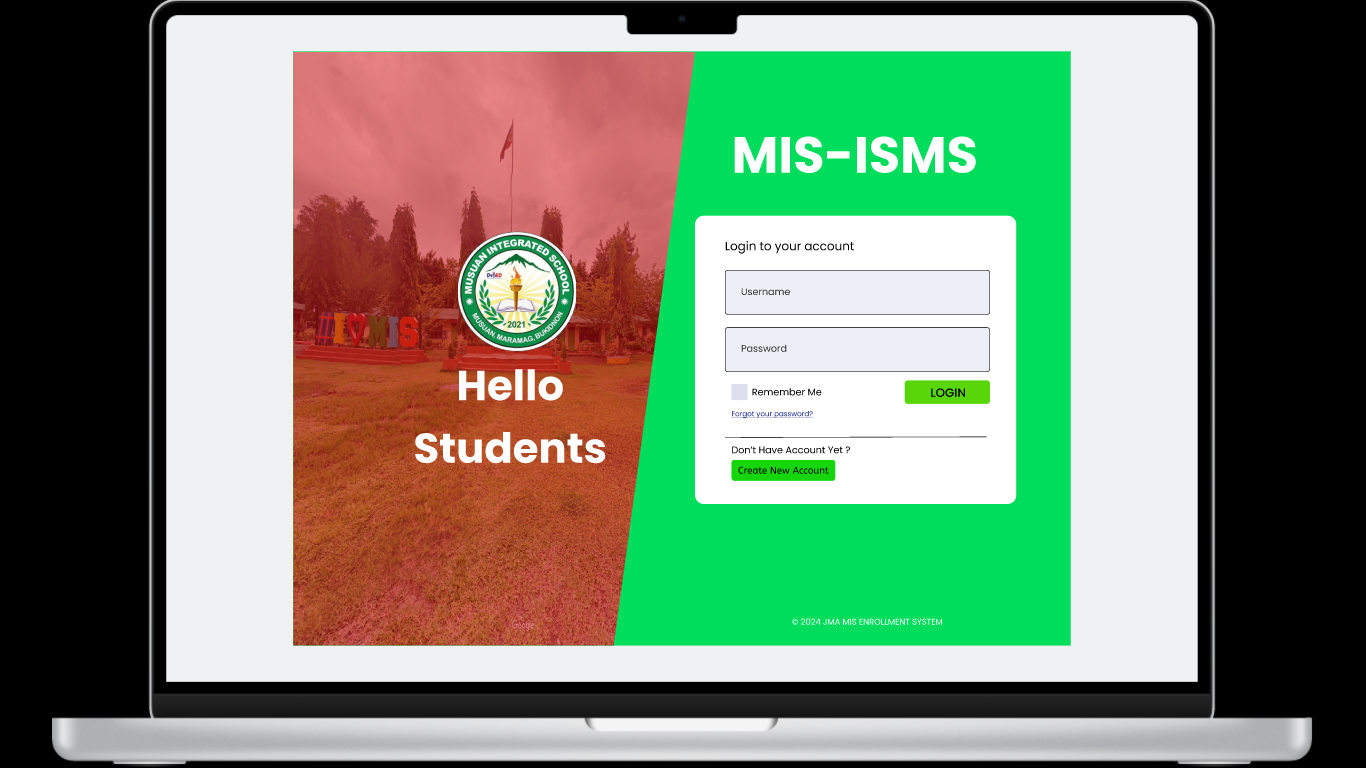 MUSUAN INTEGRATED SCHOOL
DepED
2021
MUSUAN, MARAMAG, BUKIDNON
#I MIS
Hello
Students
Google
MIS-ISMS
Login to your account
Username
Password
Remember Me
LOGIN
Forgot your password?
Don't Have Account Yet ?
Create New Account
© 2024 JMA MIS ENROLLMENT SYSTEM